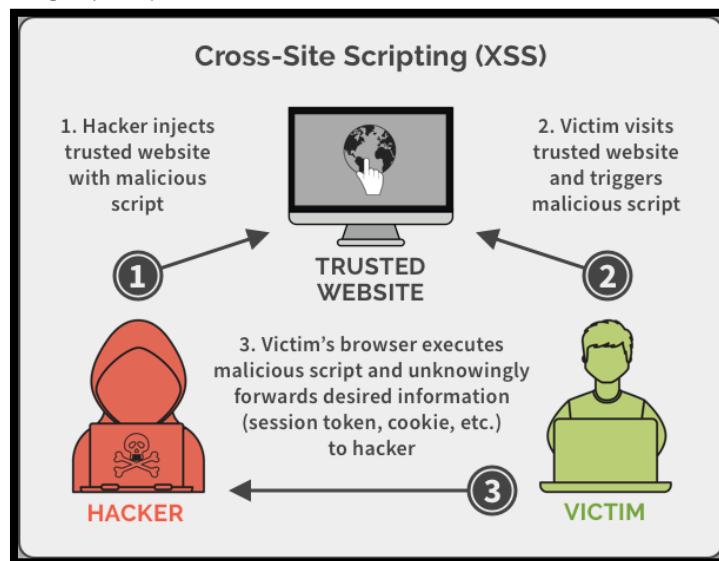 Cross-Site Scripting (XSS)
1. Hacker injects
trusted website
with malicious
script
2. Victim visits
trusted website
and triggers
malicious script
1
TRUSTED
WEBSITE
2
3. Victim's browser executes
malicious script and unknowingly
forwards desired information
(session token, cookie, etc.)
to hacker
3
HACKER
VICTIM